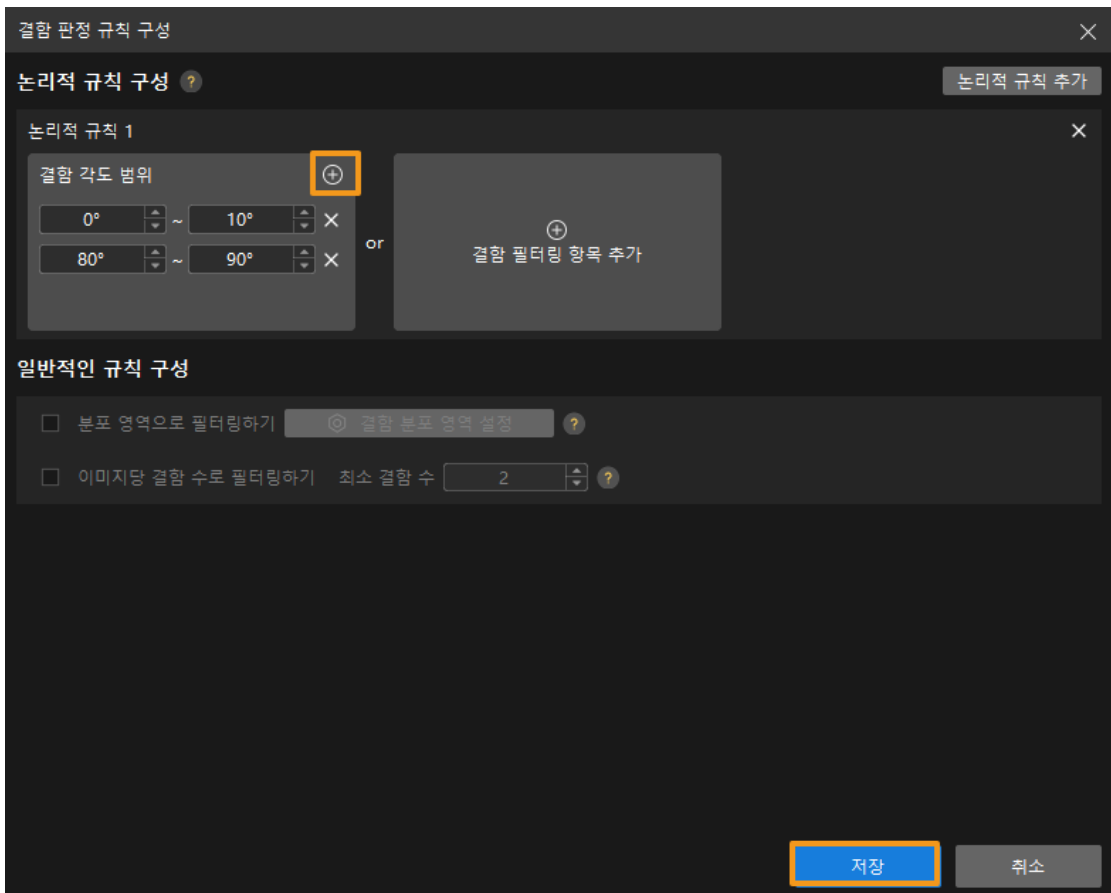 결함 판정 규칙 구성
논리적 규칙 구성 ? 논리적 규칙 추가
논리적 규칙 1
결함 각도 범위
0° ~ 10°
80° ~ 90°
or
결함 필터링 항목 추가
일반적인 규칙 구성
분포 영역으로 필터링하기 결함 분포 영역 설정 ?
이미지당 결함 수로 필터링하기 최소 결함 수 2 ?
저장 취소